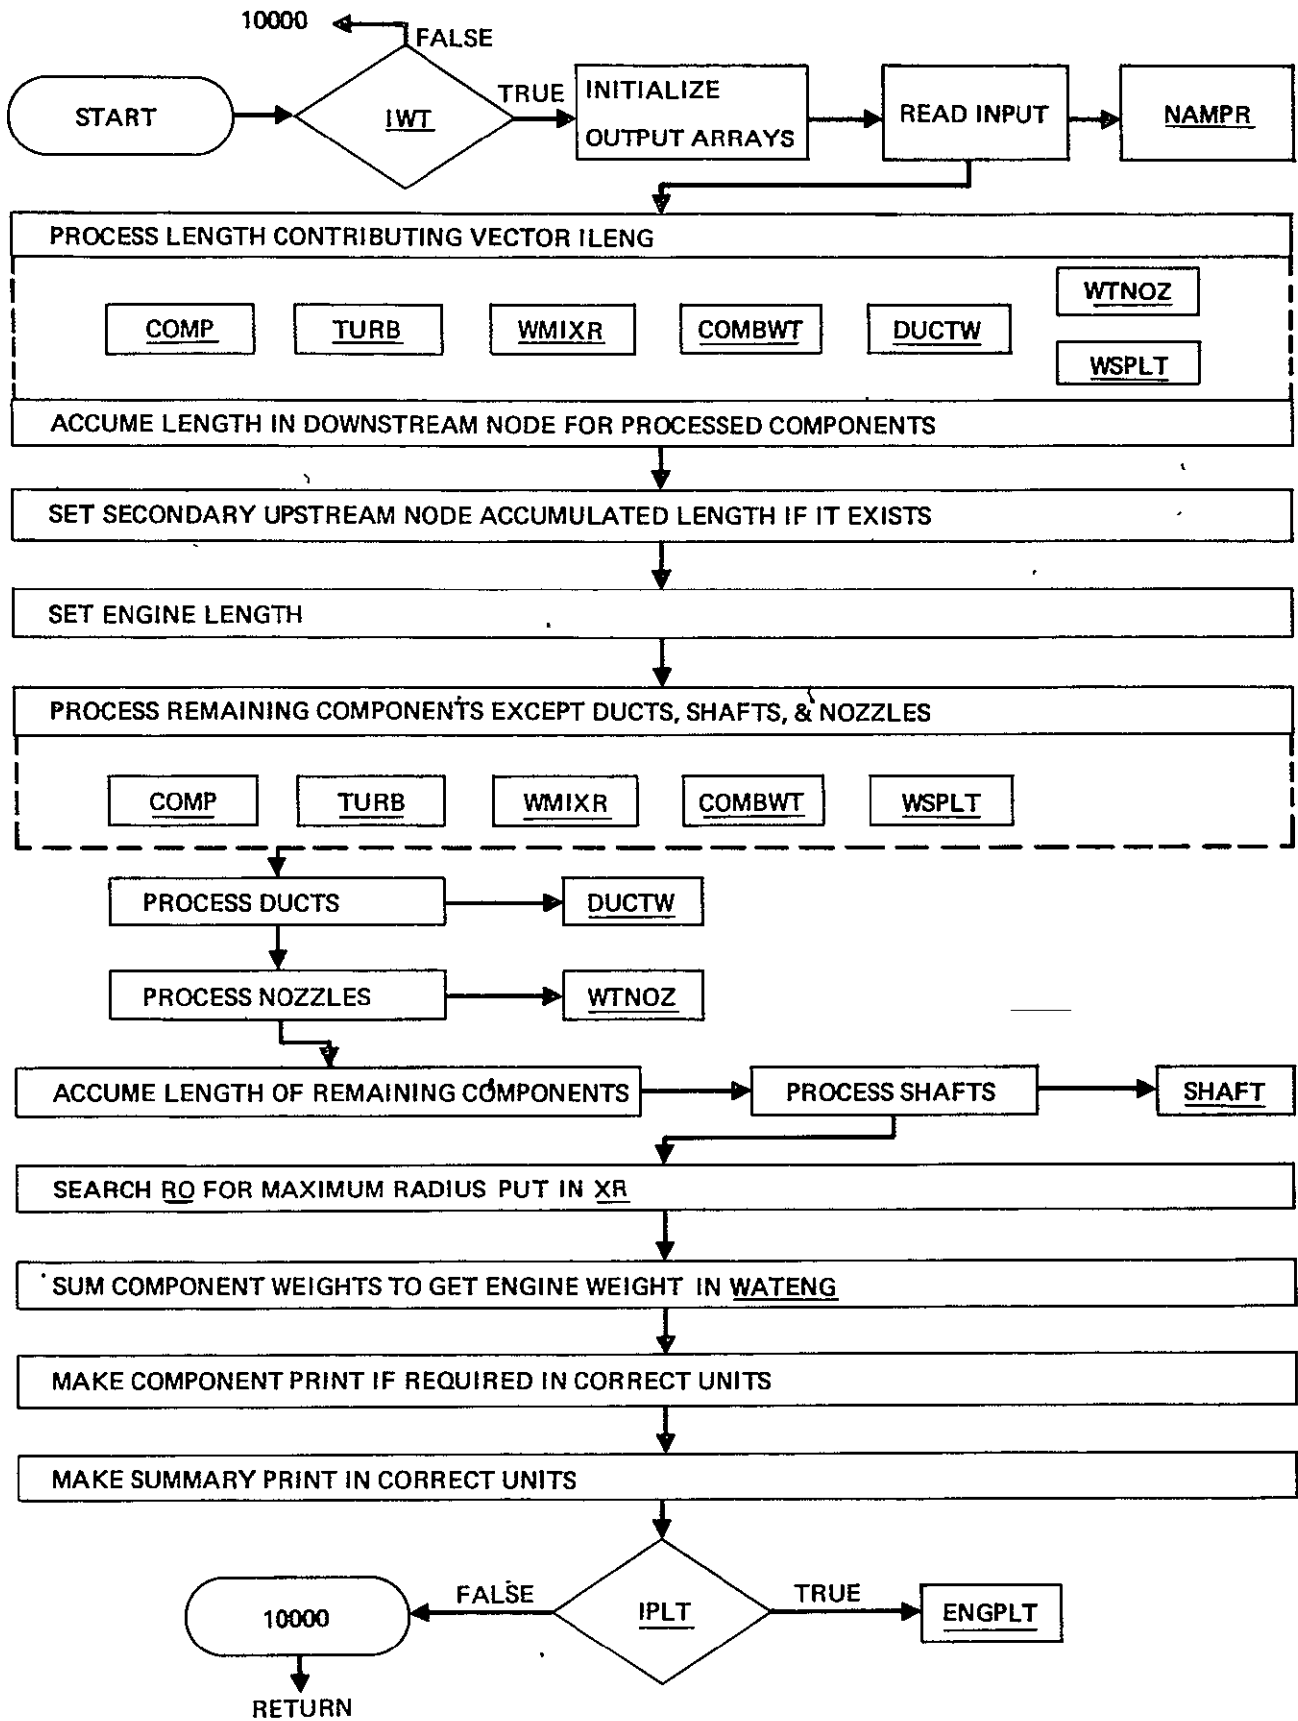 10000
FALSE
START
IWT
TRUE
INITIALIZE
OUTPUT ARRAYS
READ INPUT
NAMPR
PROCESS LENGTH CONTRIBUTING VECTOR ILENG
COMP
TURB
WMIXR
COMBWT
DUCTW
WTNOZ
WSPLT
ACCUME LENGTH IN DOWNSTREAM NODE FOR PROCESSED COMPONENTS
SET SECONDARY UPSTREAM NODE ACCUMULATED LENGTH IF IT EXISTS
SET ENGINE LENGTH
PROCESS REMAINING COMPONENTS EXCEPT DUCTS, SHAFTS, & NOZZLES
COMP
TURB
WMIXR
COMBWT
WSPLT
PROCESS DUCTS
DUCTW
PROCESS NOZZLES
WTNOZ
ACCUME LENGTH OF REMAINING COMPONENTS
PROCESS SHAFTS
SHAFT
SEARCH RO FOR MAXIMUM RADIUS PUT IN XR
SUM COMPONENT WEIGHTS TO GET ENGINE WEIGHT IN WATENG
MAKE COMPONENT PRINT IF REQUIRED IN CORRECT UNITS
MAKE SUMMARY PRINT IN CORRECT UNITS
10000
FALSE
IPLT
TRUE
ENGPLT
RETURN